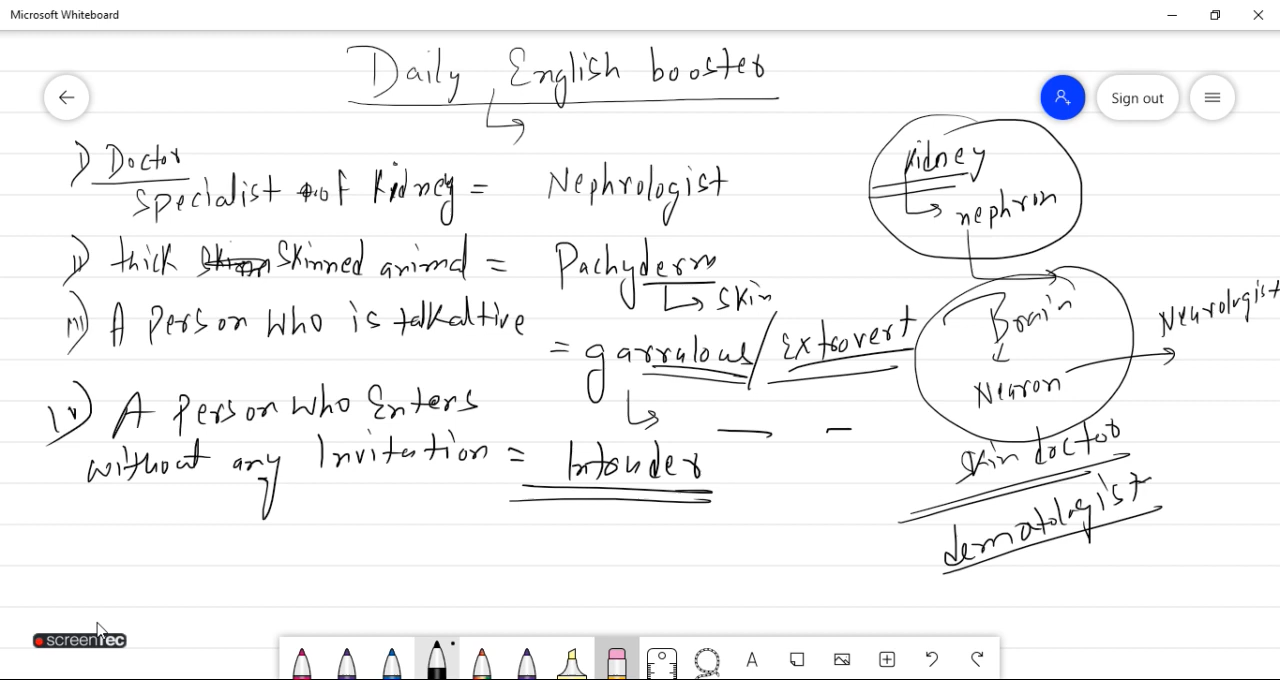 Microsoft Whiteboard
Daily English booster
Sign out
i) Doctor
Specialist of Kidney = Nephrologist
ii) thick Skinned animal = Pachyderm
Skin
iii) A person who is talkaltive
= garralous / Extrovert
iv) A person who Enters
without any Invitation = Intruder
Kidney
nephron
Brain
Neuron
Neurologist
Skin doctor
dermatologist
screenrec
A